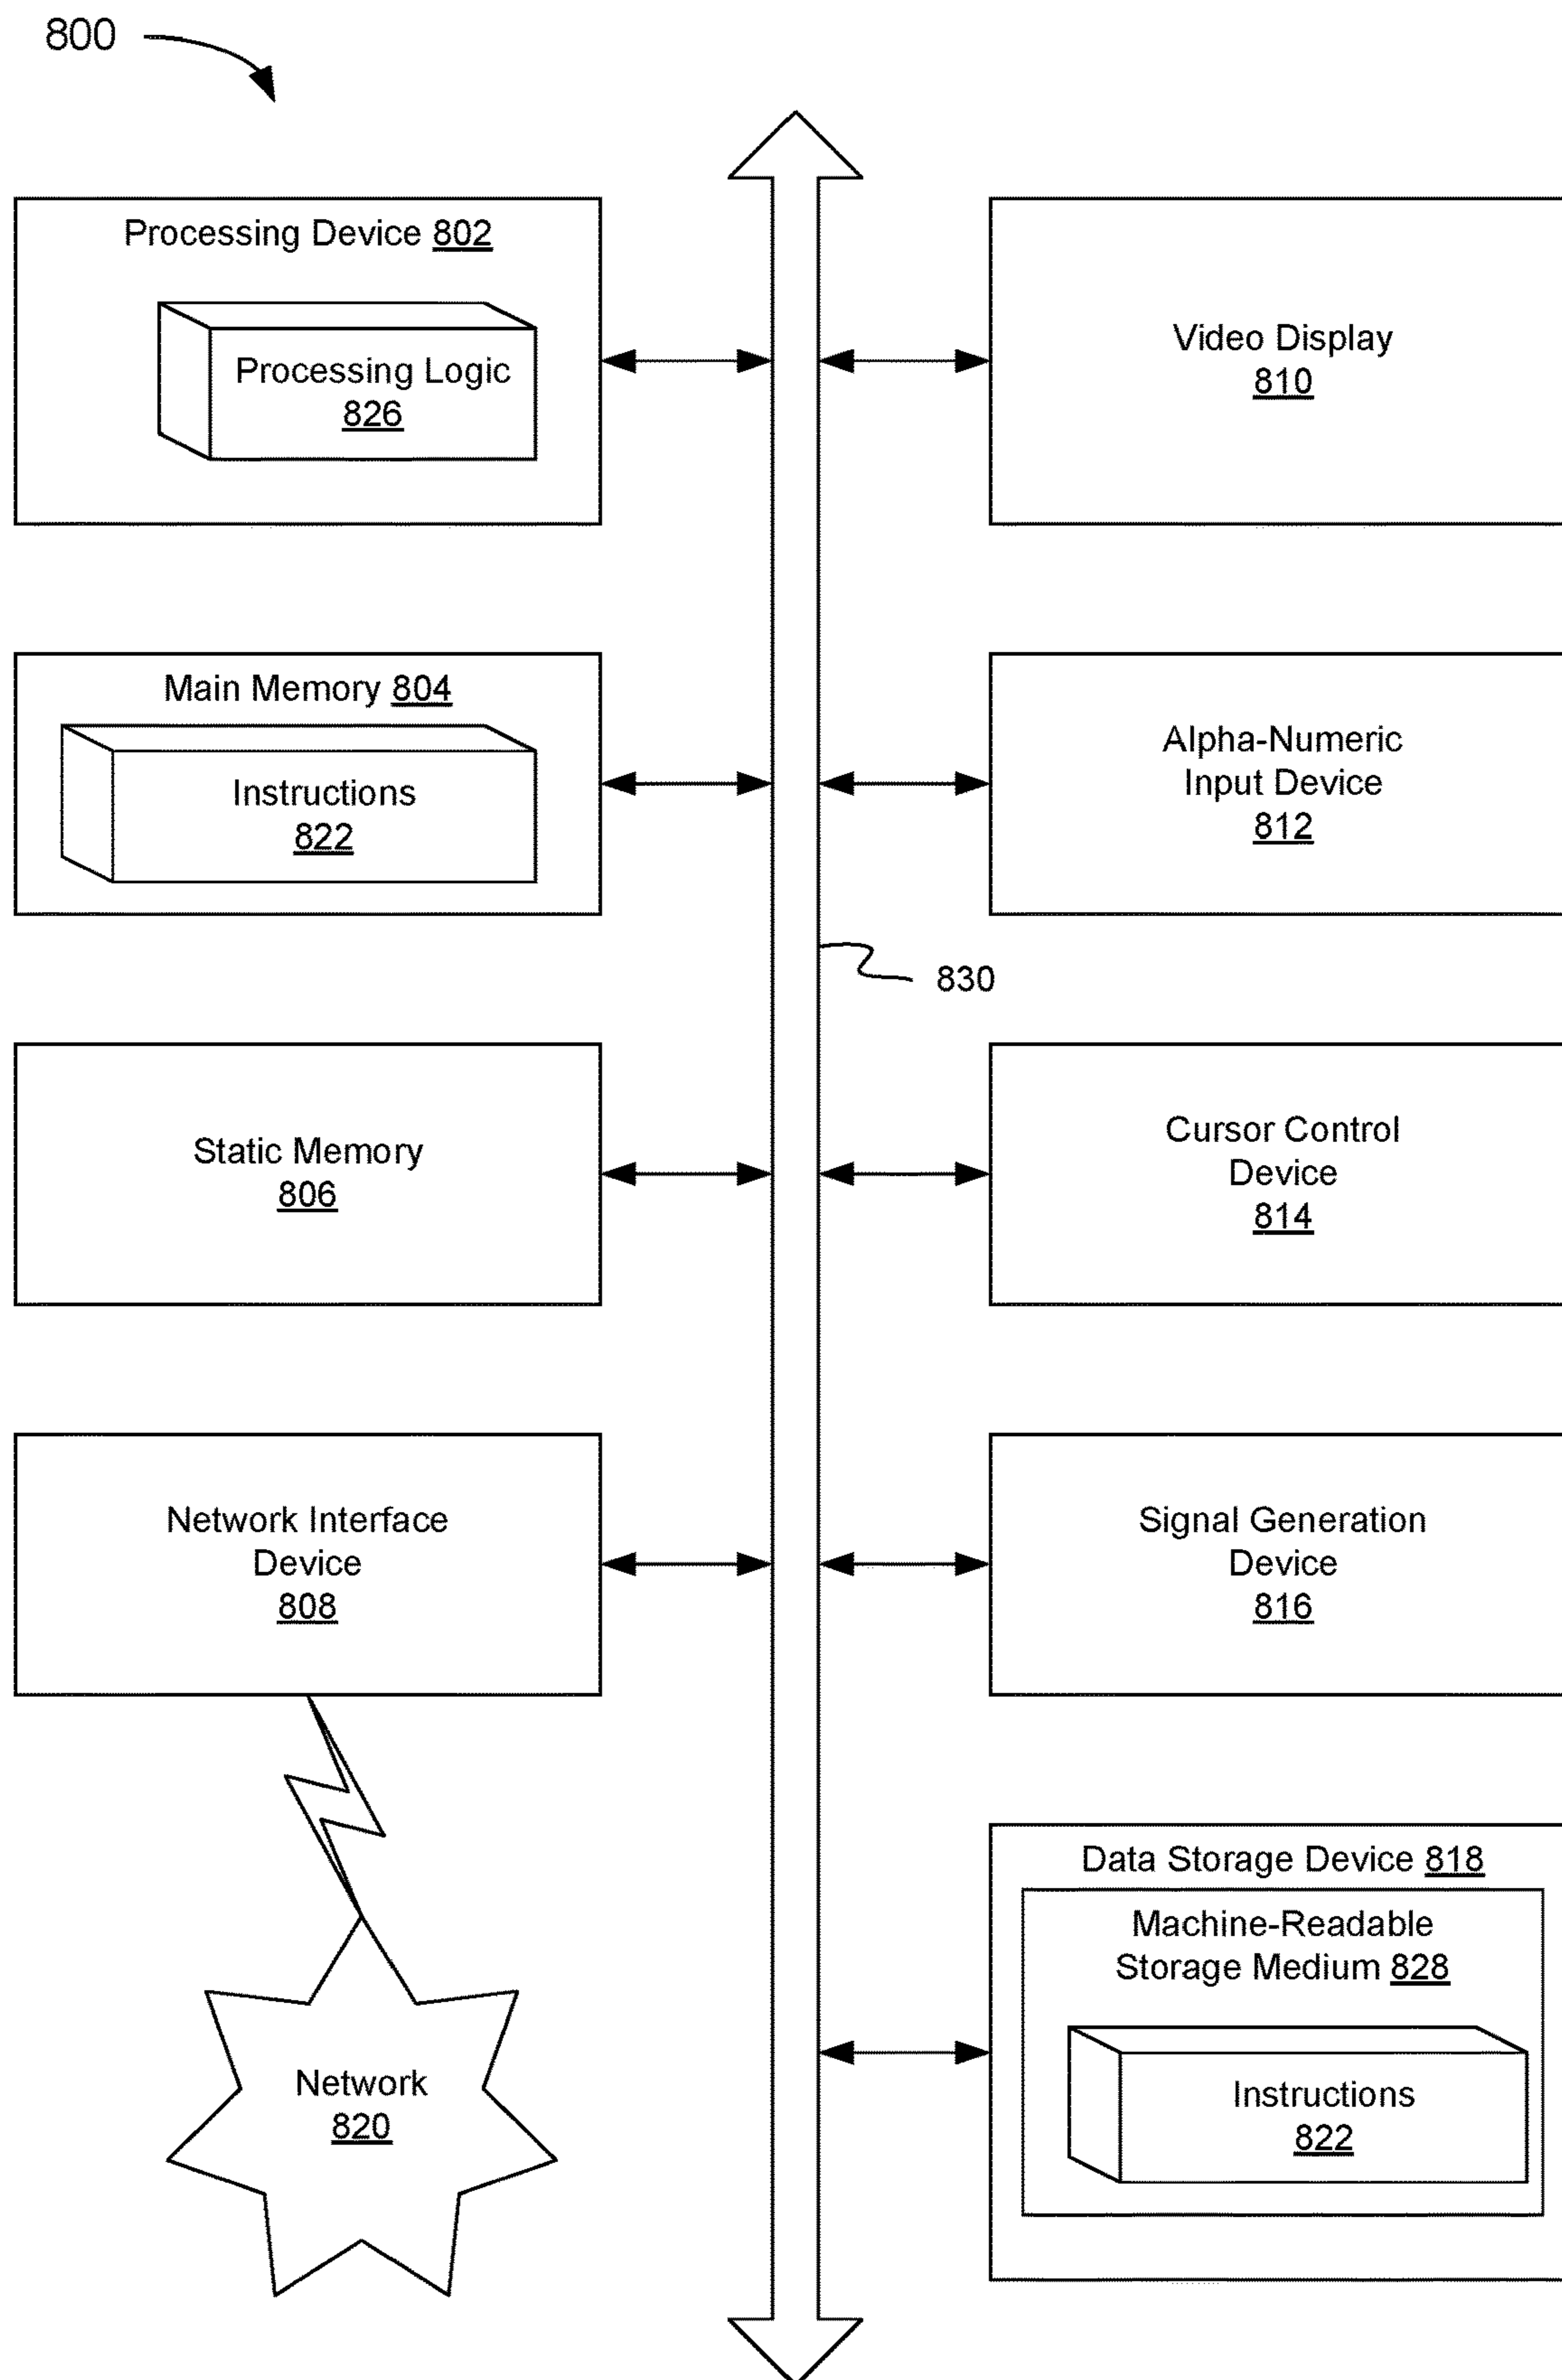 800
Processing Device 802
Processing Logic
826
Video Display
810
Main Memory 804
Instructions
822
Alpha-Numeric
Input Device
812
830
Static Memory
806
Cursor Control
Device
814
Network Interface
Device
808
Signal Generation
Device
816
Data Storage Device 818
Machine-Readable
Storage Medium 828
Instructions
822
Network
820